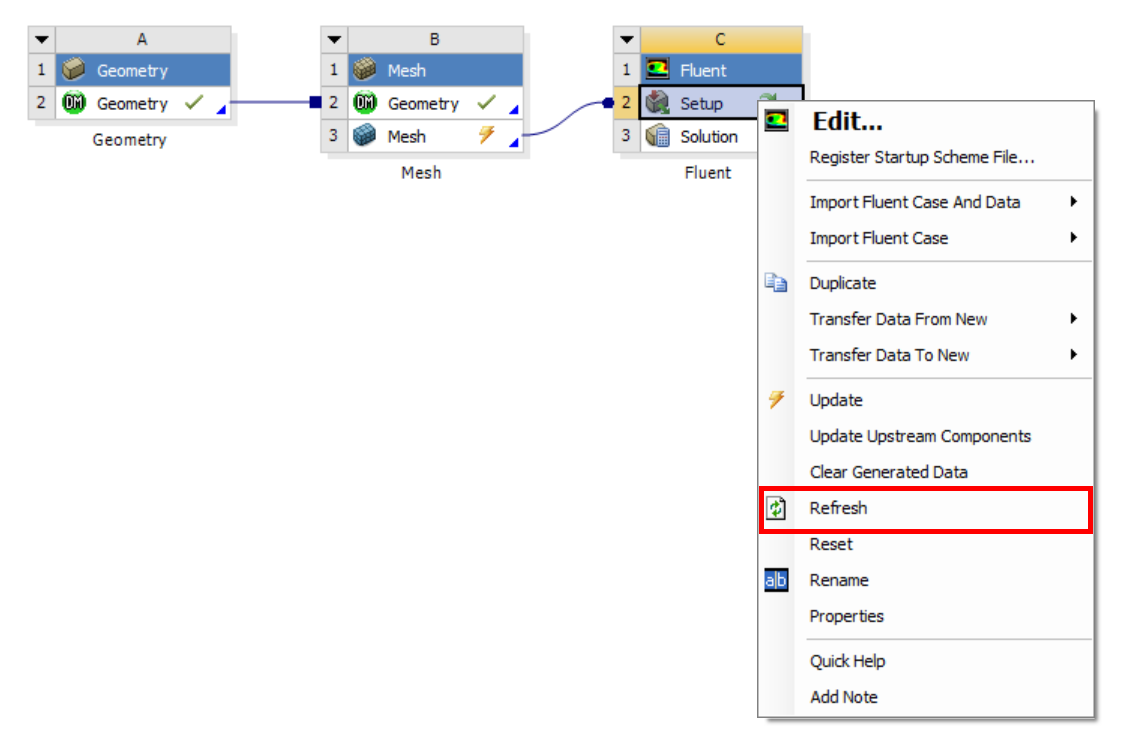 A
1 Geometry
2 DM Geometry
Geometry
B
1 Mesh
2 DM Geometry
3 Mesh
Mesh
C
1 Fluent
2 Setup
3 Solution
Fluent
Edit...
Register Startup Scheme File...
Import Fluent Case And Data
Import Fluent Case
Duplicate
Transfer Data From New
Transfer Data To New
Update
Update Upstream Components
Clear Generated Data
Refresh
Reset
a|b Rename
Properties
Quick Help
Add Note